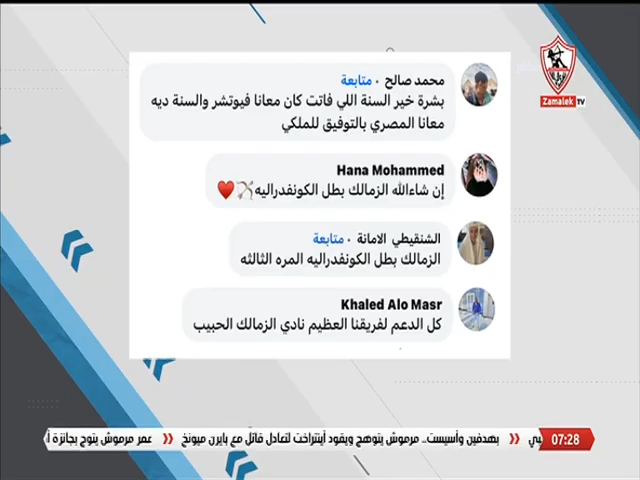 Zamalek TV
محمد صالح · متابعة
بشرة خير السنة اللي فاتت كان معانا فيوتشر والسنة ديه
معانا المصري بالتوفيق للملكي
Hana Mohammed
إن شاءالله الزمالك بطل الكونفدراليه🏹♥️
الشنقيطي الامانة · متابعة
الزمالك بطل الكونفدراليه المره الثالثه
Khaled Alo Masr
كل الدعم لفريقنا العظيم نادي الزمالك الحبيب
07:28 بي » بهدفين وأسيست.. مرموش يتوهج ويقود أينتراخت لتعادل قاتل مع بايرن ميونخ » عمر مرموش يتوج بجائزة أ